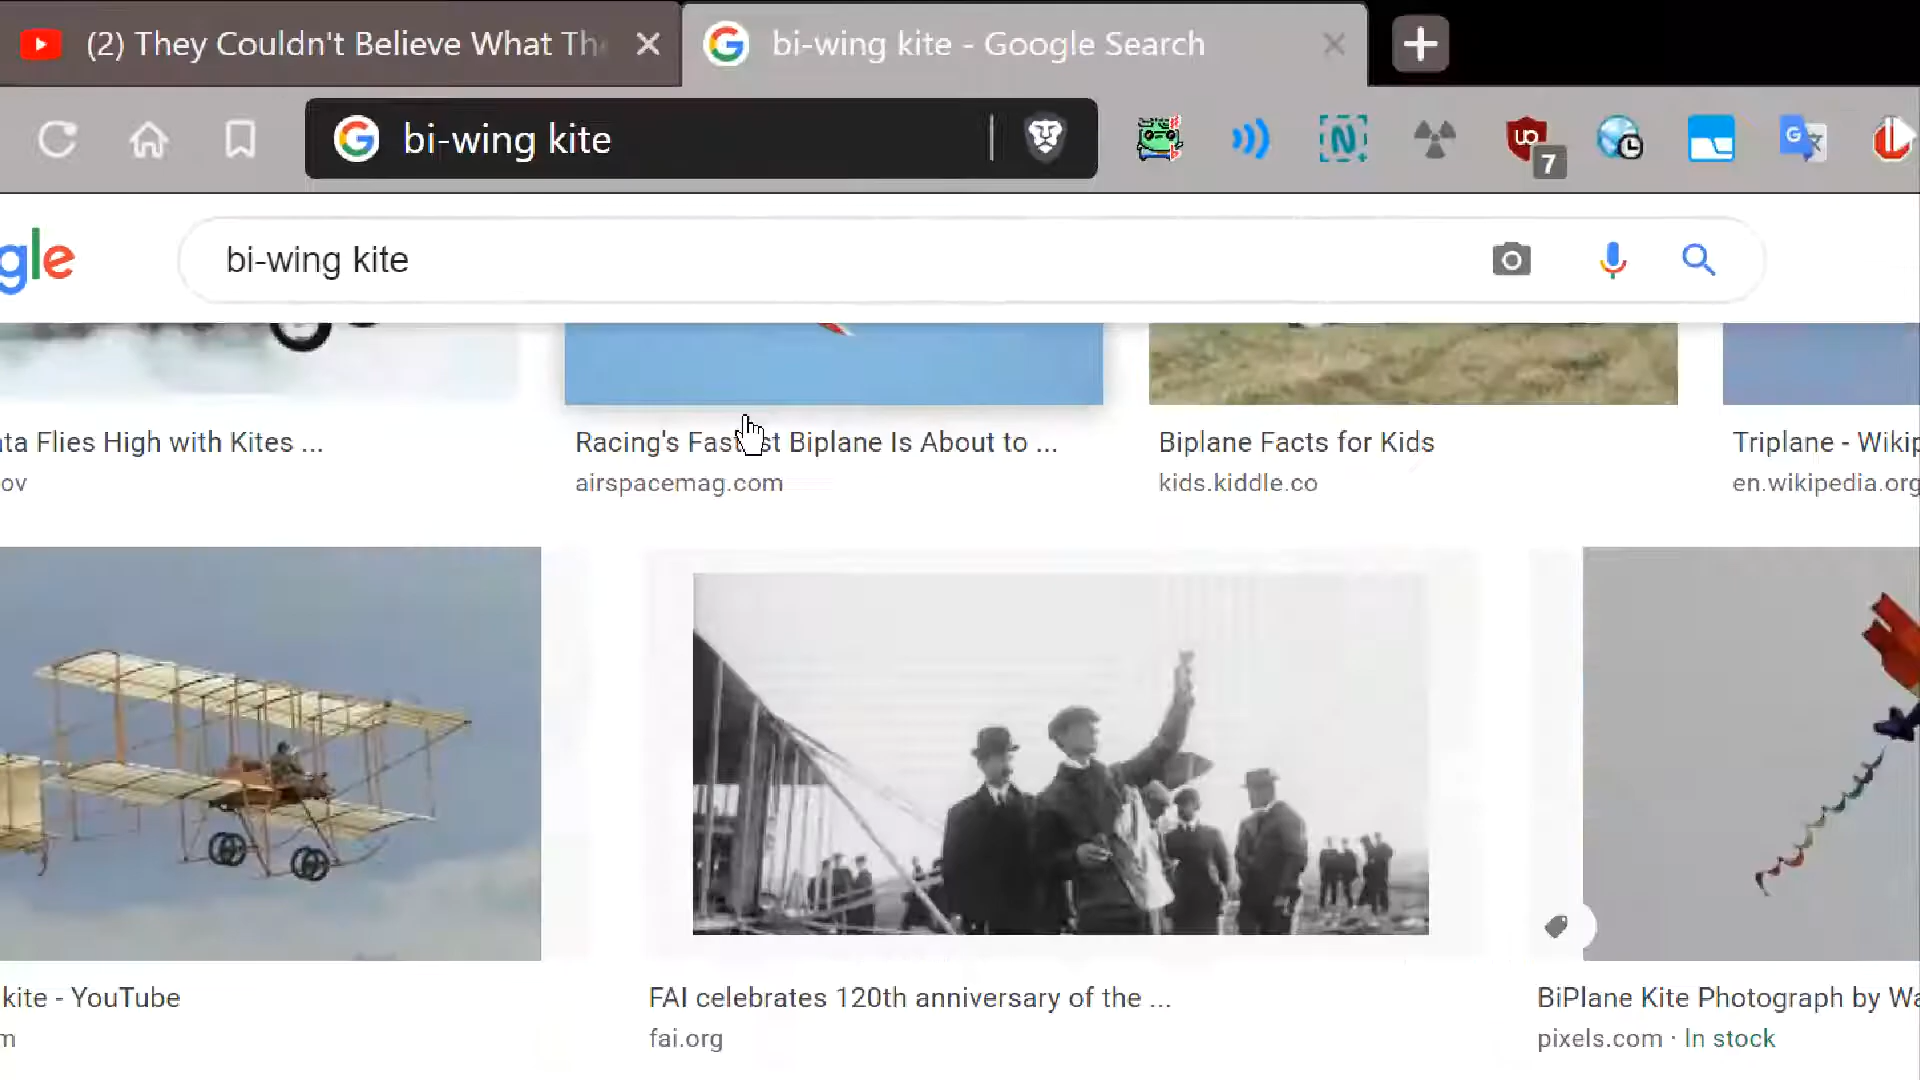 (2) They Couldn't Believe What Th
bi-wing kite - Google Search
bi-wing kite
7
gle
bi-wing kite
ta Flies High with Kites ...
ov
Racing's Fastest Biplane Is About to ...
airspacemag.com
Biplane Facts for Kids
kids.kiddle.co
Triplane - Wikip
en.wikipedia.org
kite - YouTube
m
FAI celebrates 120th anniversary of the ...
fai.org
BiPlane Kite Photograph by Wa
pixels.com · In stock